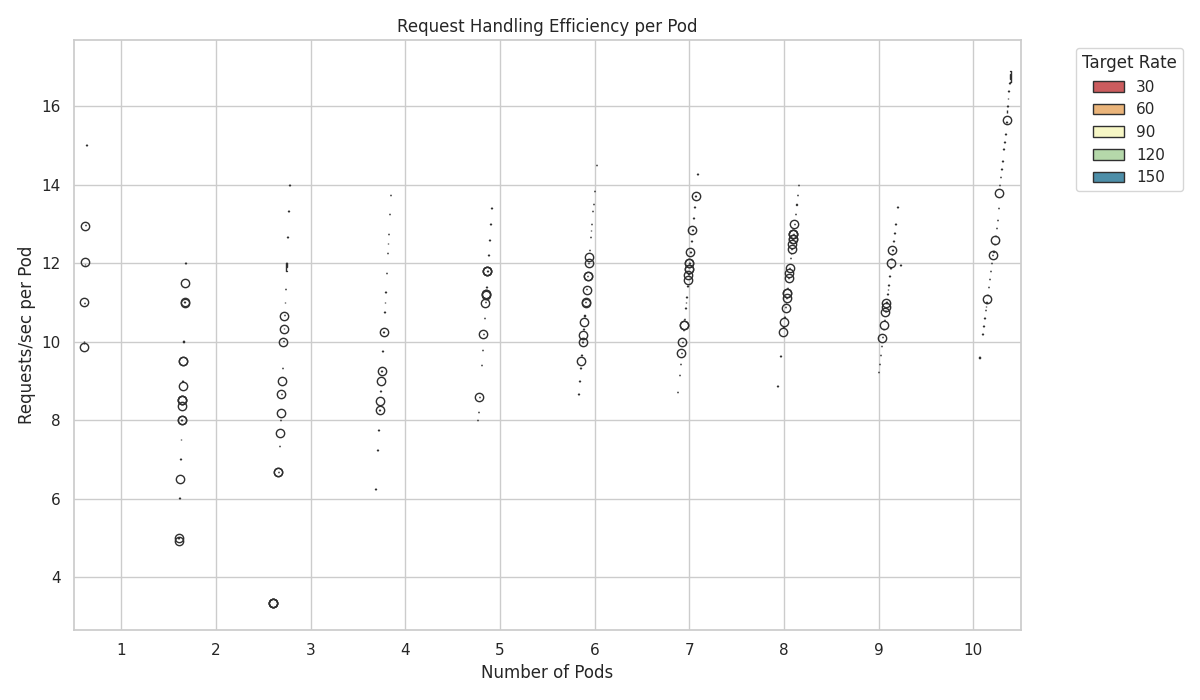 Request Handling Efficiency per Pod
Requests/sec per Pod
16
14
12
10
8
6
4
1 2 3 4 5 6 7 8 9 10
Number of Pods
Target Rate
30
60
90
120
150